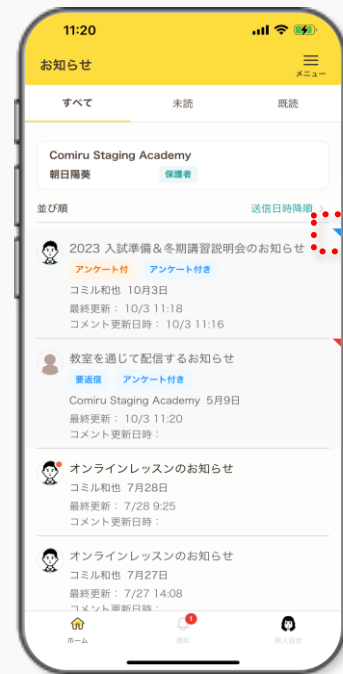 11:20
お知らせ
メニュー
すべて 未読 既読
Comiru Staging Academy
朝日陽葵 保護者
並び順 送信日時降順
2023 入試準備＆冬期講習説明会のお知らせ
アンケート付 アンケート付き
コミル和也 10月3日
最終更新： 10/3 11:18
コメント更新日時： 10/3 11:16
教室を通じて配信するお知らせ
要返信 アンケート付き
Comiru Staging Academy 5月9日
最終更新： 10/3 11:20
コメント更新日時：
オンラインレッスンのお知らせ
コミル和也 7月28日
最終更新： 7/28 9:25
コメント更新日時：
オンラインレッスンのお知らせ
コミル和也 7月27日
最終更新： 7/27 14:08
コメント更新日時：
1
ホーム 通知 個人設定